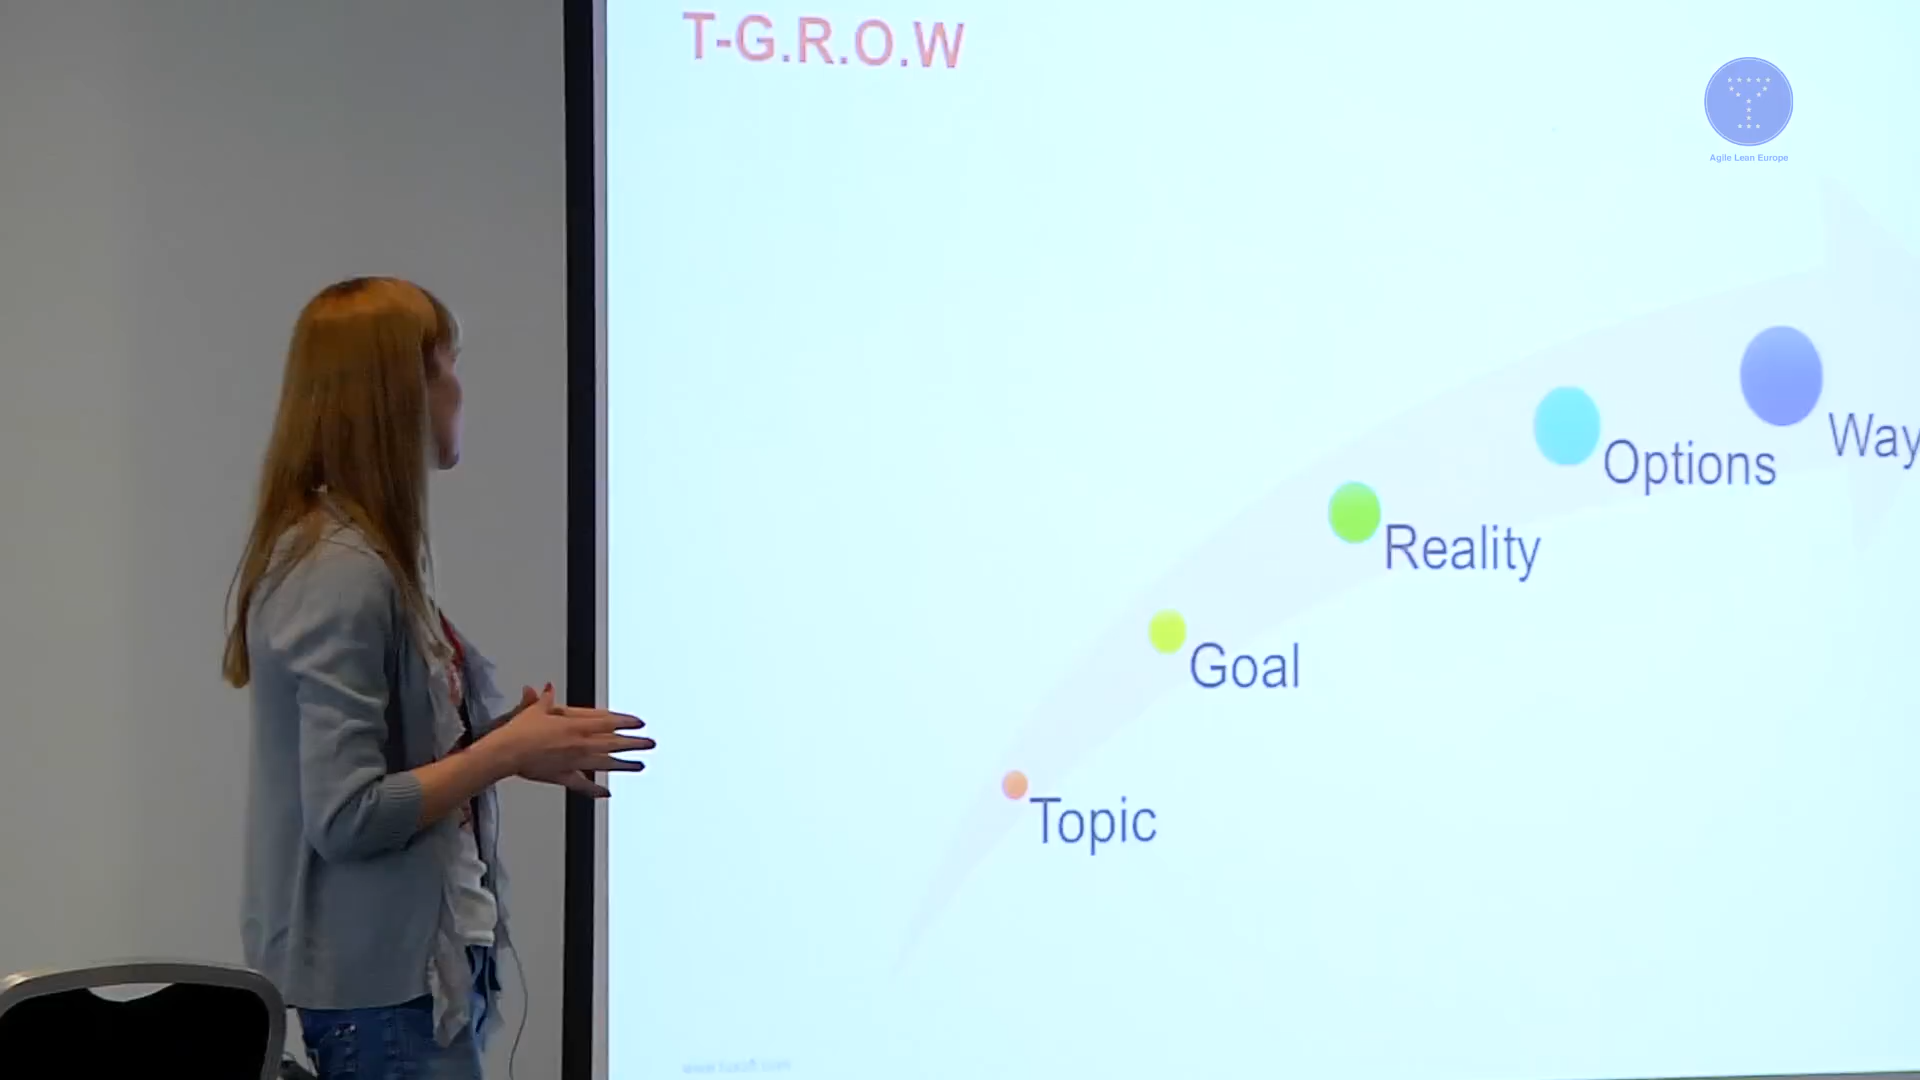 T-G.R.O.W
Agile Lean Europe
Way
Options
Reality
Goal
Topic